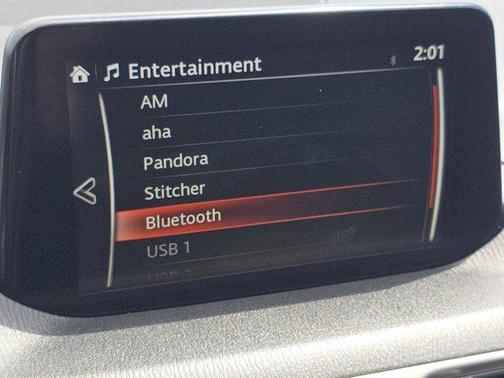 Entertainment 2:01
AM
aha
Pandora
Stitcher
Bluetooth
USB 1